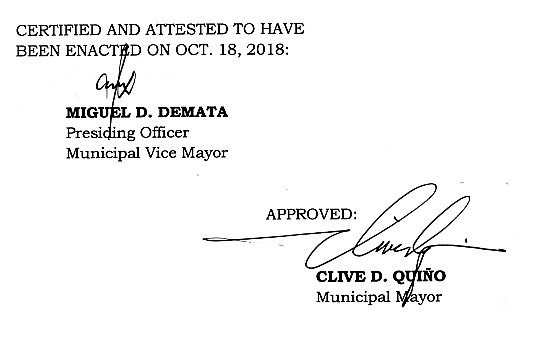 CERTIFIED AND ATTESTED TO HAVE
BEEN ENACTED ON OCT. 18, 2018:
MIGUEL D. DEMATA
Presiding Officer
Municipal Vice Mayor
APPROVED:
CLIVE D. QUIÑO
Municipal Mayor